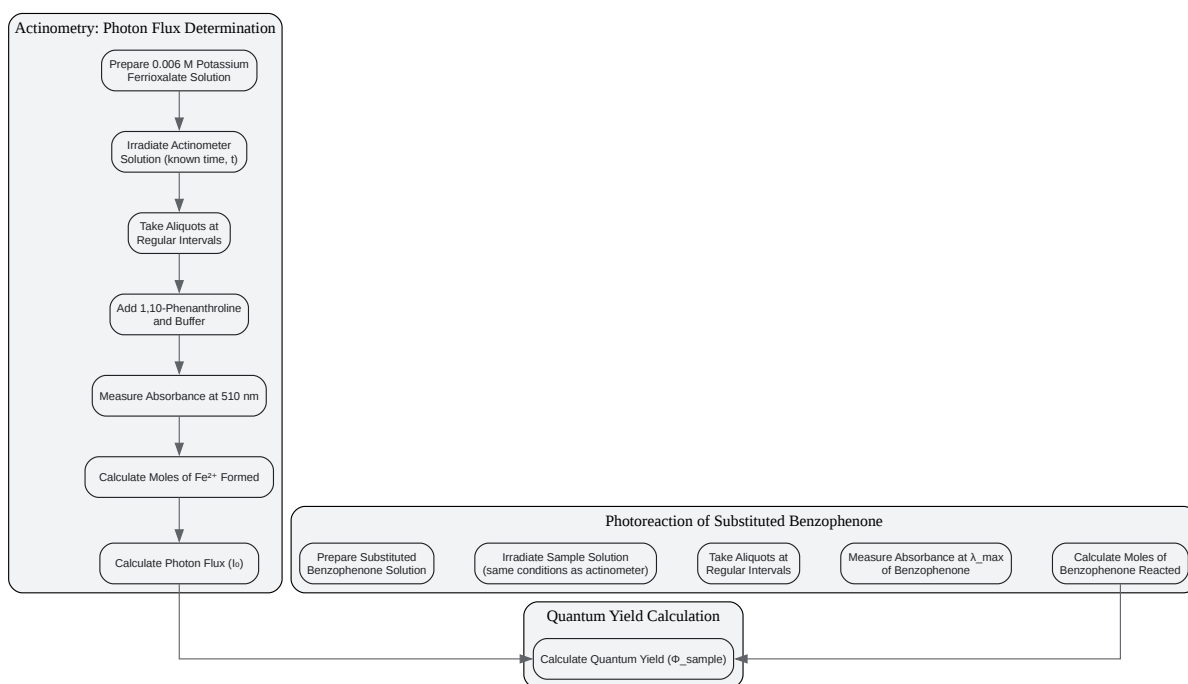 Actinometry: Photon Flux Determination
Prepare 0.006 M Potassium
Ferrioxalate Solution
Irradiate Actinometer
Solution (known time, t)
Take Aliquots at
Regular Intervals
Add 1,10-Phenanthroline
and Buffer
Measure Absorbance at 510 nm
Calculate Moles of Fe²⁺ Formed
Calculate Photon Flux (I₀)
Photoreaction of Substituted Benzophenone
Prepare Substituted
Benzophenone Solution
Irradiate Sample Solution
(same conditions as actinometer)
Take Aliquots at
Regular Intervals
Measure Absorbance at λ_max
of Benzophenone
Calculate Moles of
Benzophenone Reacted
Quantum Yield Calculation
Calculate Quantum Yield (Φ_sample)